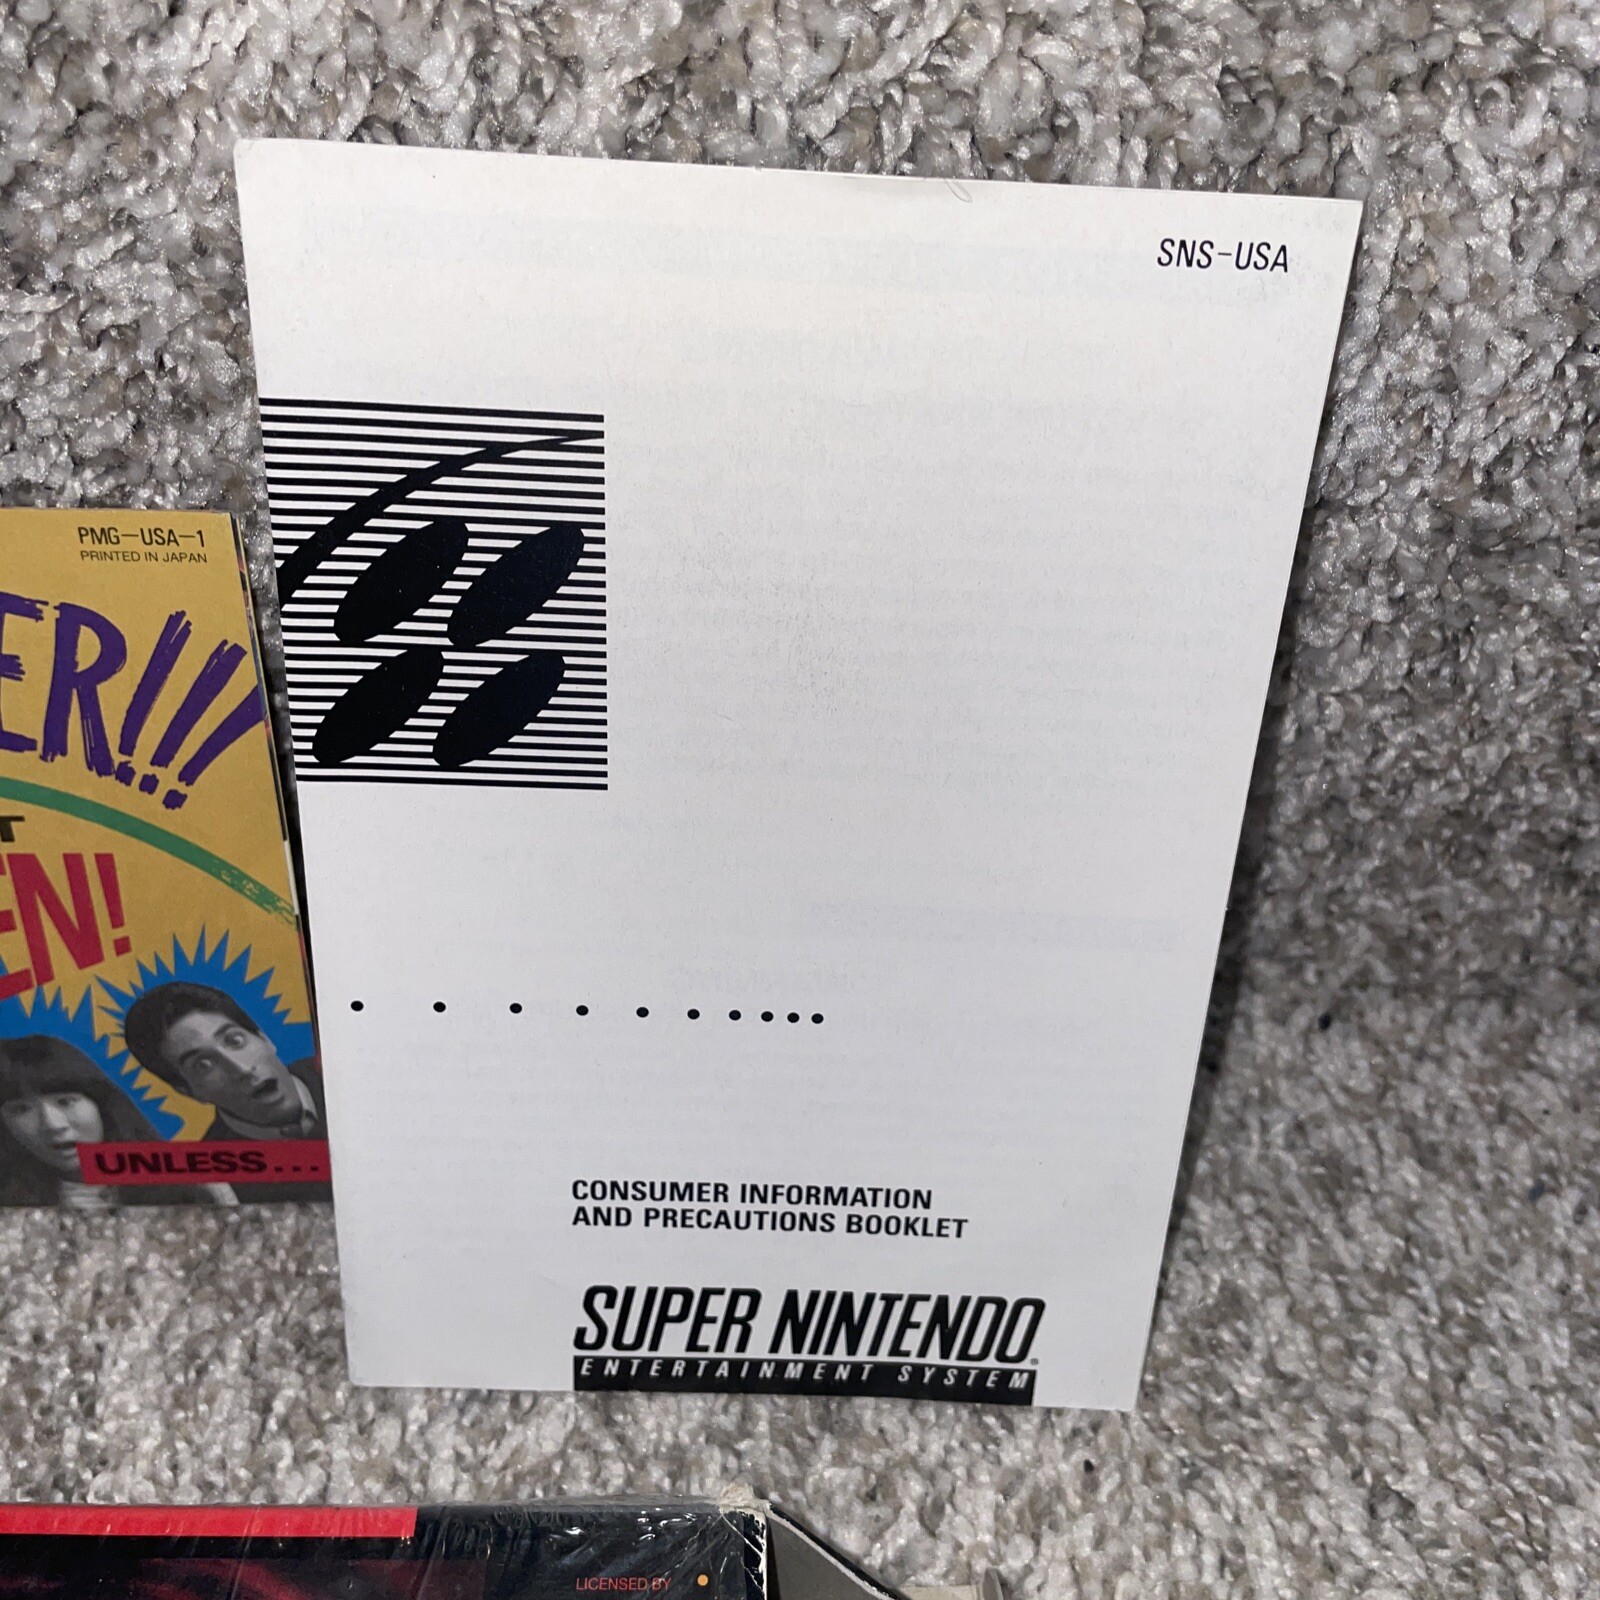 SNS-USA
PMG-USA-1
PRINTED IN JAPAN
ER!!!
T
EN!
UNLESS...
CONSUMER INFORMATION
AND PRECAUTIONS BOOKLET
SUPER NINTENDO®
ENTERTAINMENT SYSTEM
LICENSED BY